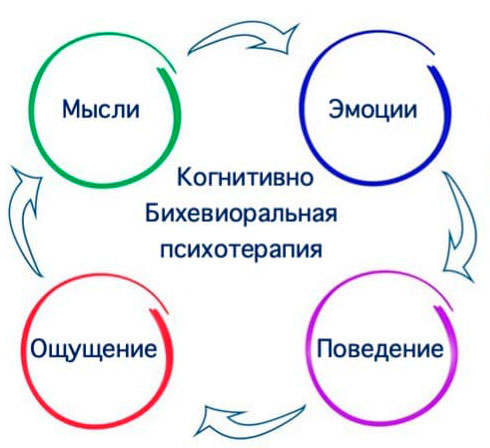 Мысли
Эмоции
Когнитивно
Бихевиоральная
психотерапия
Ощущение
Поведение